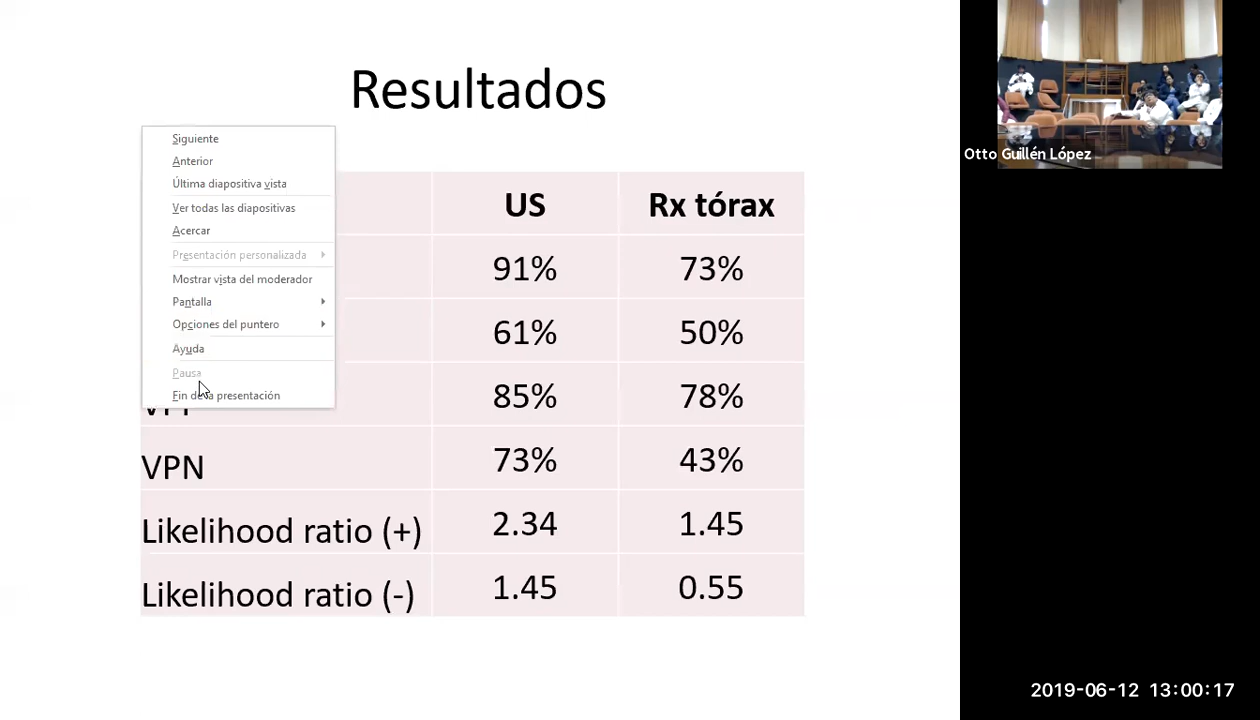 Resultados
Siguiente
Anterior
Última diapositiva vista
Ver todas las diapositivas
Acercar
Presentación personalizada
Mostrar vista del moderador
Pantalla
Opciones del puntero
Ayuda
Pausa
Fin de la presentación
US Rx tórax
91% 73%
61% 50%
85% 78%
VPN 73% 43%
Likelihood ratio (+) 2.34 1.45
Likelihood ratio (-) 1.45 0.55
Otto Guillén López
2019-06-12 13:00:17